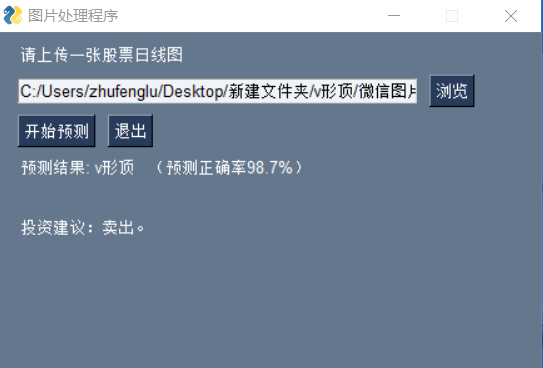 图片处理程序
请上传一张股票日线图
C:/Users/zhufenglu/Desktop/新建文件夹/v形顶/微信图片 浏览
开始预测 退出
预测结果: v形顶 （预测正确率98.7%）
投资建议：卖出。